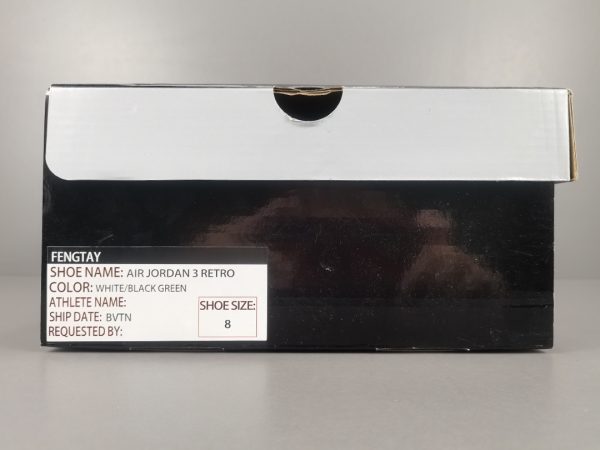 FENGTAY
SHOE NAME: AIR JORDAN 3 RETRO
COLOR: WHITE/BLACK GREEN
ATHLETE NAME:
SHIP DATE: BVTN
REQUESTED BY:
SHOE SIZE:
8